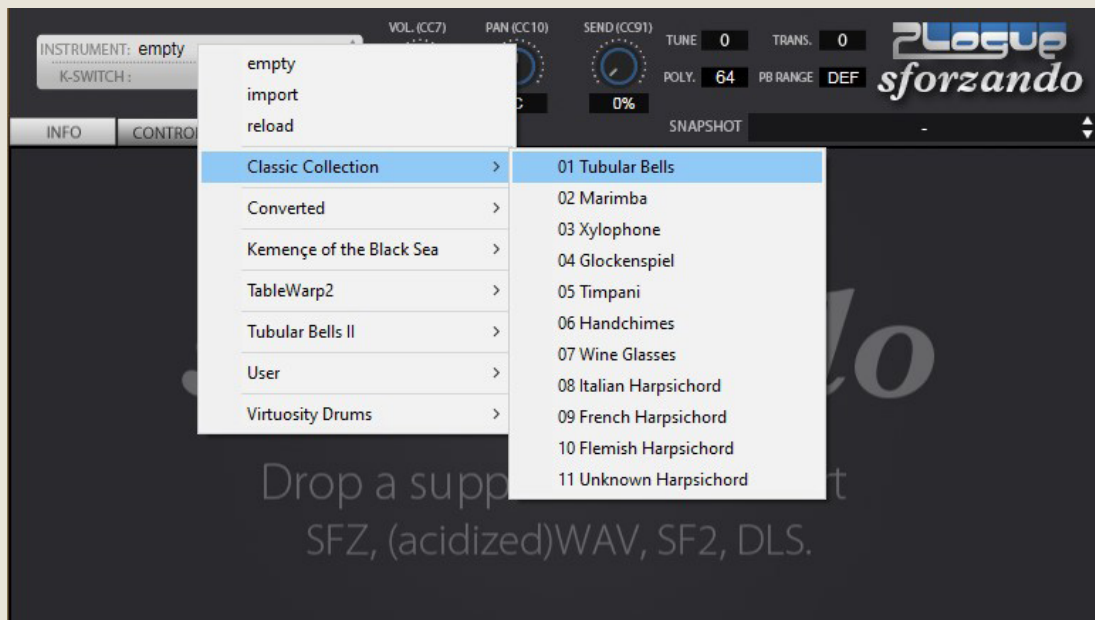 VOL. (CC7)
PAN (CC10)
SEND (CC91)
INSTRUMENT: empty
K-SWITCH :
TUNE 0
TRANS. 0
POLY. 64
PB RANGE DEF
Plogue
sforzando
0%
SNAPSHOT
-
INFO
CONTRO
empty
import
reload
Classic Collection
Converted
Kemençe of the Black Sea
TableWarp2
Tubular Bells II
User
Virtuosity Drums
01 Tubular Bells
02 Marimba
03 Xylophone
04 Glockenspiel
05 Timpani
06 Handchimes
07 Wine Glasses
08 Italian Harpsichord
09 French Harpsichord
10 Flemish Harpsichord
11 Unknown Harpsichord
Drop a supp
SFZ, (acidized)WAV, SF2, DLS.